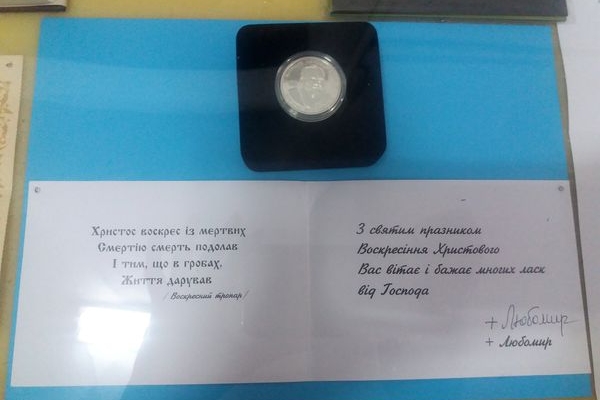 Христос воскрес із мертвих
Смертію смерть подолав
І тим, що в гробах,
Життя дарував
/ Воскресний тропар /
З святим празником
Воскресіння Христового
Вас вітає і бажає многих ласк
від Господа
+ Любомир
+ Любомир